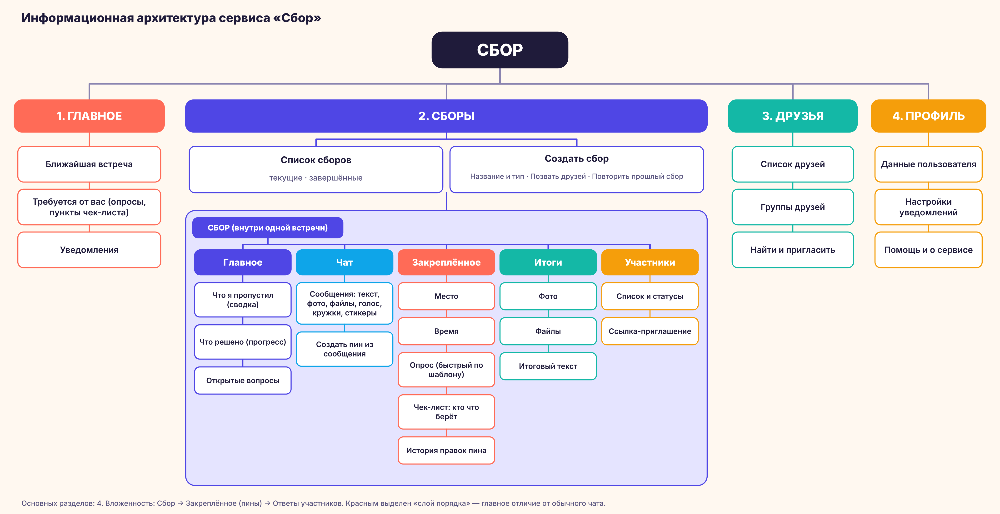 Информационная архитектура сервиса «Сбор»
СБОР
1. ГЛАВНОЕ
Ближайшая встреча
Требуется от вас (опросы,
пункты чек-листа)
Уведомления
2. СБОРЫ
Список сборов
текущие · завершённые
Создать сбор
Название и тип · Позвать друзей · Повторить прошлый сбор
СБОР (внутри одной встречи)
Главное
Что я пропустил
(сводка)
Что решено (прогресс)
Открытые вопросы
Чат
Сообщения: текст,
фото, файлы, голос,
кружки, стикеры
Создать пин из
сообщения
Закреплённое
Место
Время
Опрос (быстрый по
шаблону)
Чек-лист: кто что
берёт
История правок пина
Итоги
Фото
Файлы
Итоговый текст
Участники
Список и статусы
Ссылка-приглашение
3. ДРУЗЬЯ
Список друзей
Группы друзей
Найти и пригласить
4. ПРОФИЛЬ
Данные пользователя
Настройки
уведомлений
Помощь и о сервисе
Основных разделов: 4. Вложенность: Сбор → Закреплённое (пины) → Ответы участников. Красным выделен «слой порядка» — главное отличие от обычного чата.